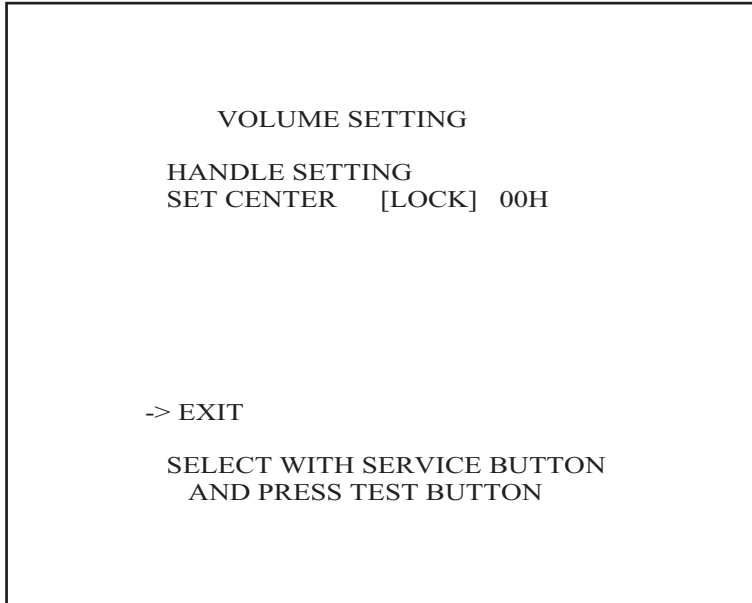 VOLUME SETTING
HANDLE SETTING
SET CENTER [LOCK] 00H
-> EXIT
SELECT WITH SERVICE BUTTON
AND PRESS TEST BUTTON